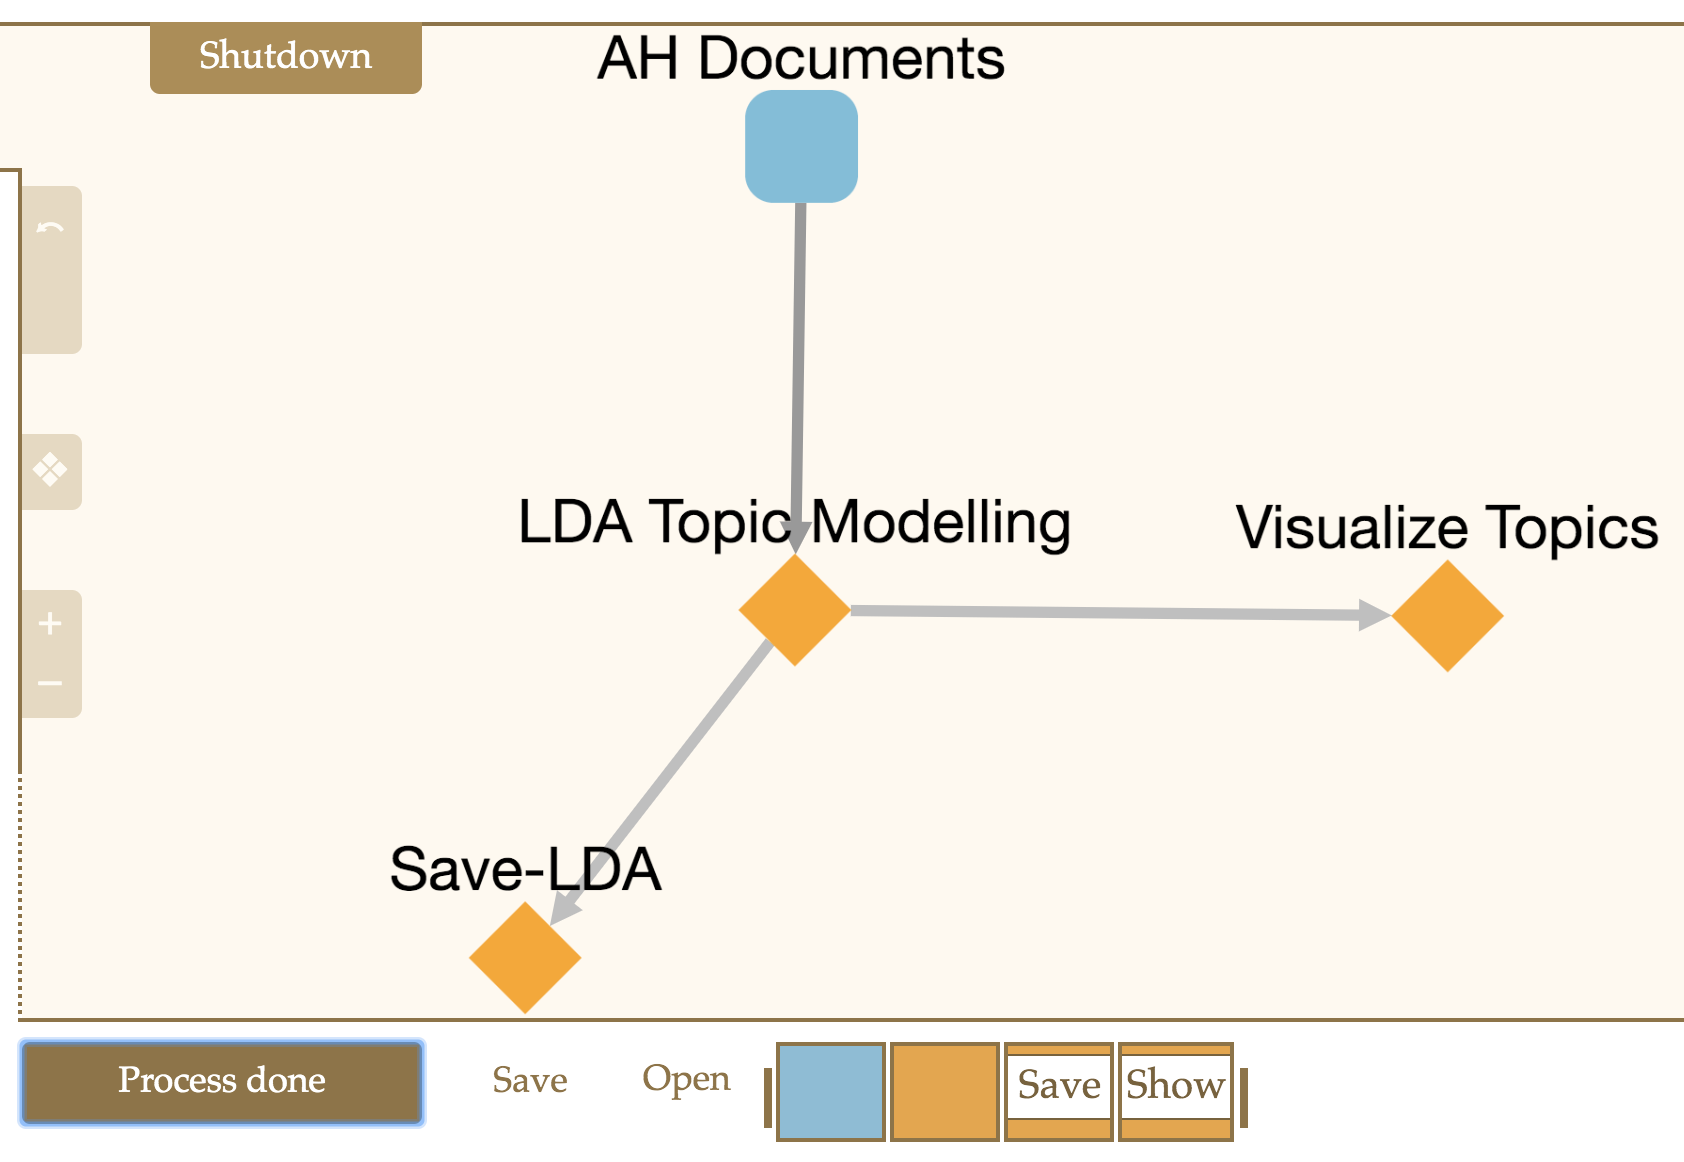 Shutdown
AH Documents
LDA Topic Modelling
Visualize Topics
Save-LDA
Process done
Save
Open
Save
Show